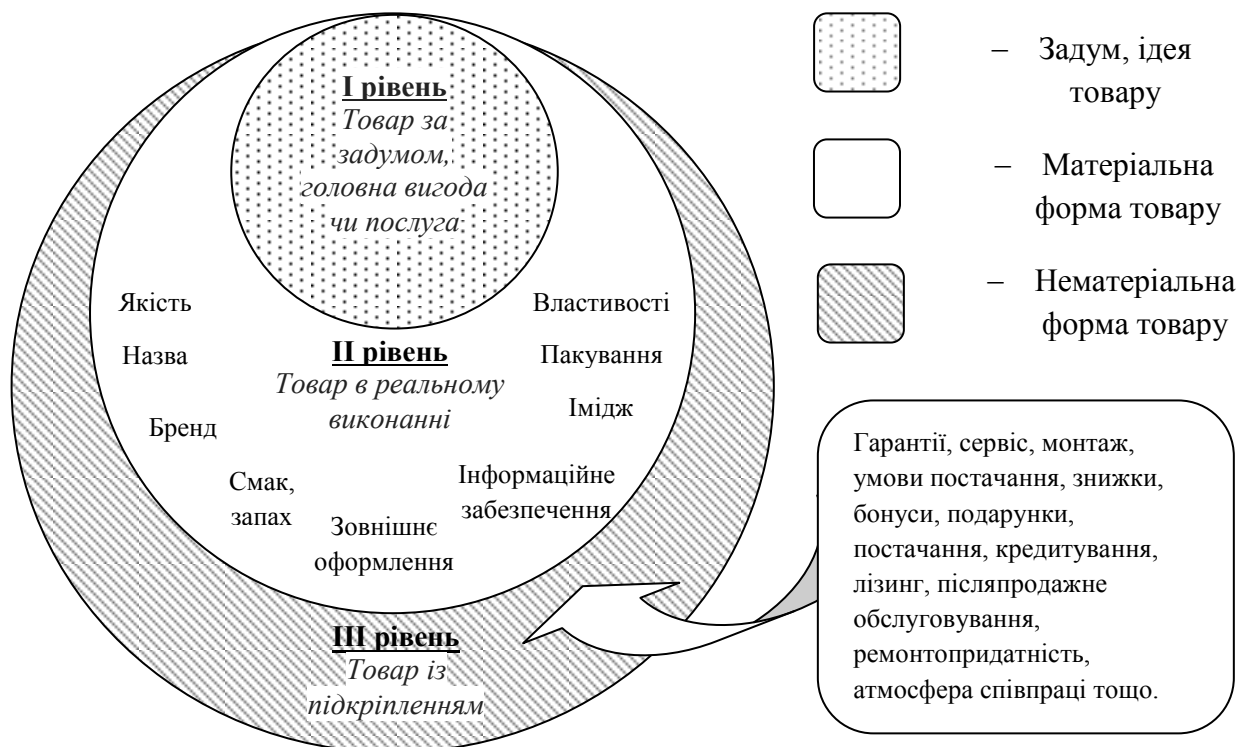 І рівень
Товар за
задумом,
головна вигода
чи послуга
Якість
Властивості
Назва
ІІ рівень
Пакування
Товар в реальному
виконанні
Імідж
Бренд
Смак,
запах
Інформаційне
забезпечення
Зовнішнє
оформлення
ІІІ рівень
Товар із
підкріпленням
– Задум, ідея
товару
– Матеріальна
форма товару
– Нематеріальна
форма товару
Гарантії, сервіс, монтаж,
умови постачання, знижки,
бонуси, подарунки,
постачання, кредитування,
лізинг, післяпродажне
обслуговування,
ремонтопридатність,
атмосфера співпраці тощо.